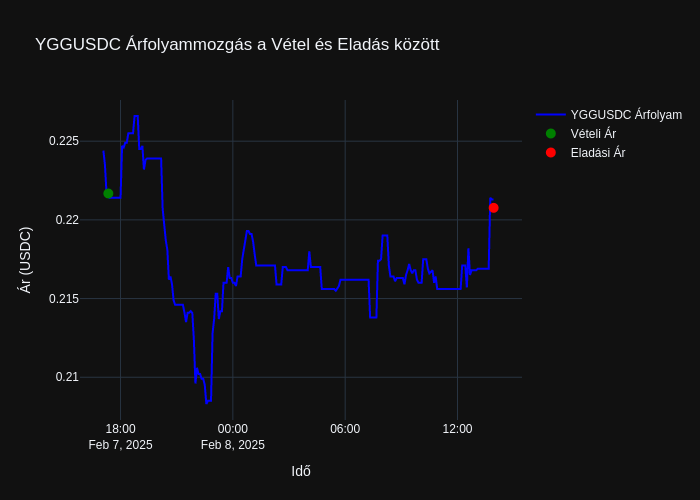 YGGUSDC Árfolyammozgás a Vétel és Eladás között
YGGUSDC Árfolyam
Vételi Ár
Eladási Ár
Ár (USDC)
0.225
0.22
0.215
0.21
18:00
Feb 7, 2025
00:00
Feb 8, 2025
06:00
12:00
Idő